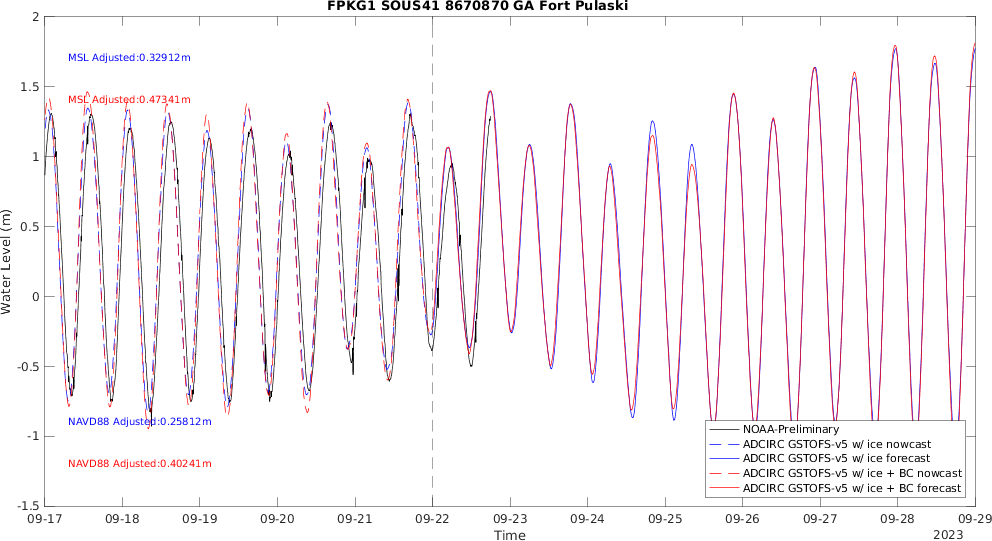 FPKG1 SOUS41 8670870 GA Fort Pulaski
2
1.5
1
0.5
0
-0.5
-1
-1.5
Water Level (m)
MSL Adjusted:0.32912m
MSL Adjusted:0.47341m
NAVD88 Adjusted:0.25812m
NAVD88 Adjusted:0.40241m
NOAA-Preliminary
ADCIRC GSTOFS-v5 w/ ice nowcast
ADCIRC GSTOFS-v5 w/ ice forecast
ADCIRC GSTOFS-v5 w/ ice + BC nowcast
ADCIRC GSTOFS-v5 w/ ice + BC forecast
09-17 09-18 09-19 09-20 09-21 09-22 09-23 09-24 09-25 09-26 09-27 09-28 09-29
Time
2023